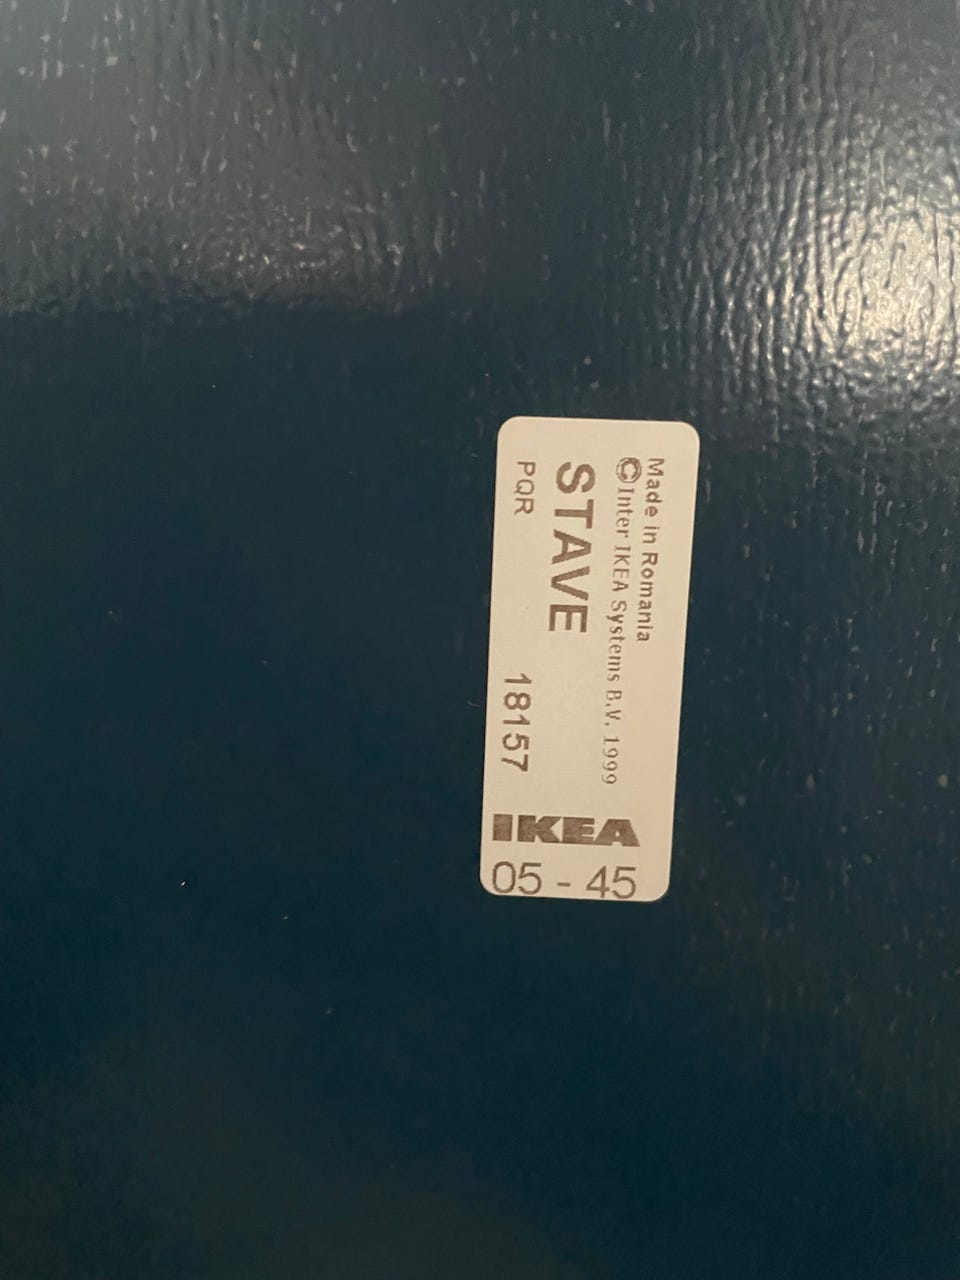 Made in Romania
©Inter IKEA Systems B.V. 1999
STAVE
PQR 18157
IKEA
05 - 45